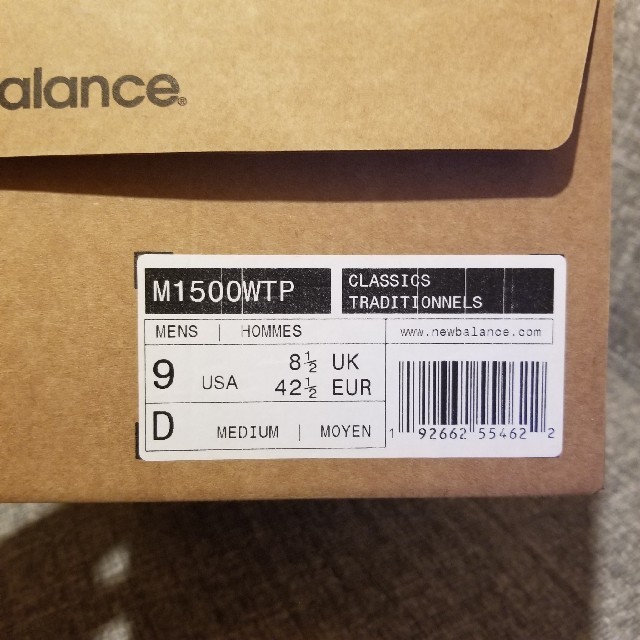 alance®
M1500WTP
CLASSICS
TRADITIONNELS
MENS | HOMMES
www.newbalance.com
9 USA 8½ UK
42½ EUR
D MEDIUM | MOYEN
1 92662 55462 2